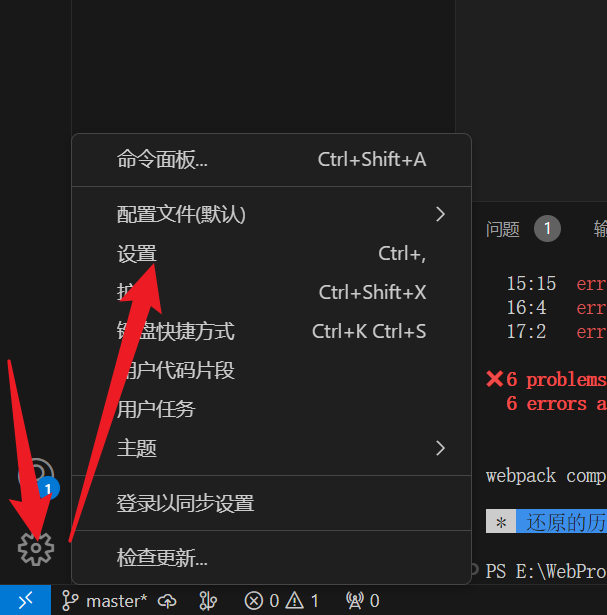 命令面板... Ctrl+Shift+A
配置文件(默认)
设置 Ctrl+,
Ctrl+Shift+X
键盘快捷方式 Ctrl+K Ctrl+S
用户代码片段
用户任务
主题
登录以同步设置
检查更新...
1
master* 0 1 0
问题 1
15:15 err
16:4 err
17:2 err
6 problems
6 errors a
webpack comp
* 还原的历
PS E:\WebPro